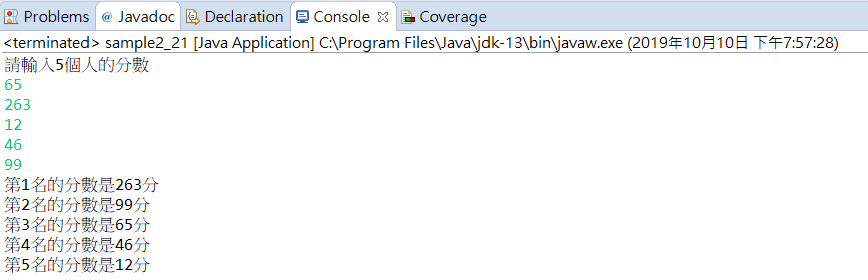 Problems @ Javadoc Declaration Console Coverage
<terminated> sample2_21 [Java Application] C:\Program Files\Java\jdk-13\bin\javaw.exe (2019年10月10日 下午7:57:28)
請輸入5個人的分數
65
263
12
46
99
第1名的分數是263分
第2名的分數是99分
第3名的分數是65分
第4名的分數是46分
第5名的分數是12分